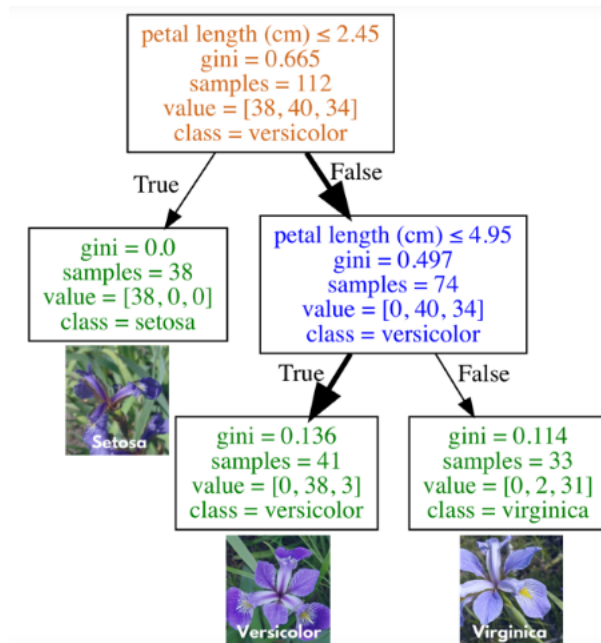 petal length (cm) ≤ 2.45
gini = 0.665
samples = 112
value = [38, 40, 34]
class = versicolor
True
False
gini = 0.0
samples = 38
value = [38, 0, 0]
class = setosa
Setosa
petal length (cm) ≤ 4.95
gini = 0.497
samples = 74
value = [0, 40, 34]
class = versicolor
True
False
gini = 0.136
samples = 41
value = [0, 38, 3]
class = versicolor
Versicolor
gini = 0.114
samples = 33
value = [0, 2, 31]
class = virginica
Virginica